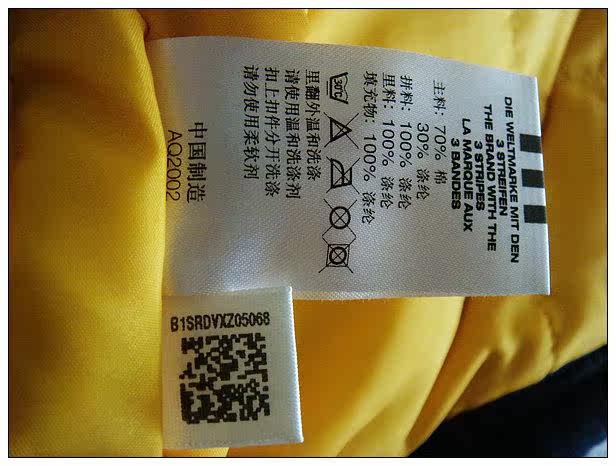 DIE WELTMARKE MIT DEN
3 STREIFEN
THE BRAND WITH THE
3 STRIPES
LA MARQUE AUX
3 BANDES
主料: 70% 棉
30% 涤纶
拼料: 100% 涤纶
里料: 100% 涤纶
填充物: 100% 涤纶
30℃
里翻外温和洗涤
请使用温和洗涤剂
扣上扣件分开洗涤
请勿使用柔软剂
中国制造
AQ2002
B1SRDVXZ05068